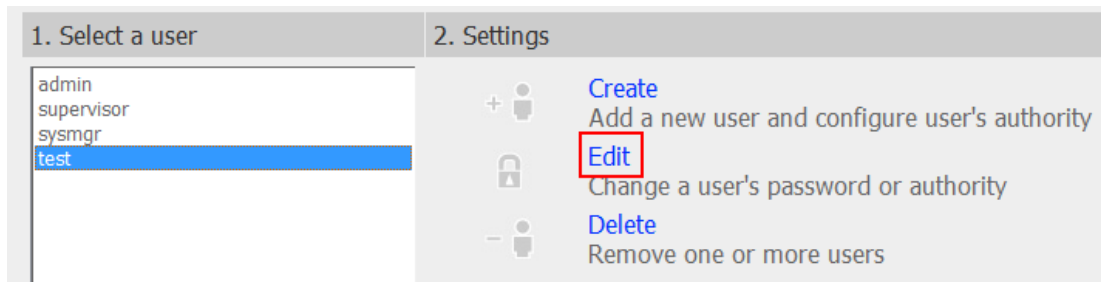 1. Select a user
2. Settings
admin
supervisor
sysmgr
test
Create
Add a new user and configure user's authority
Edit
Change a user's password or authority
Delete
Remove one or more users